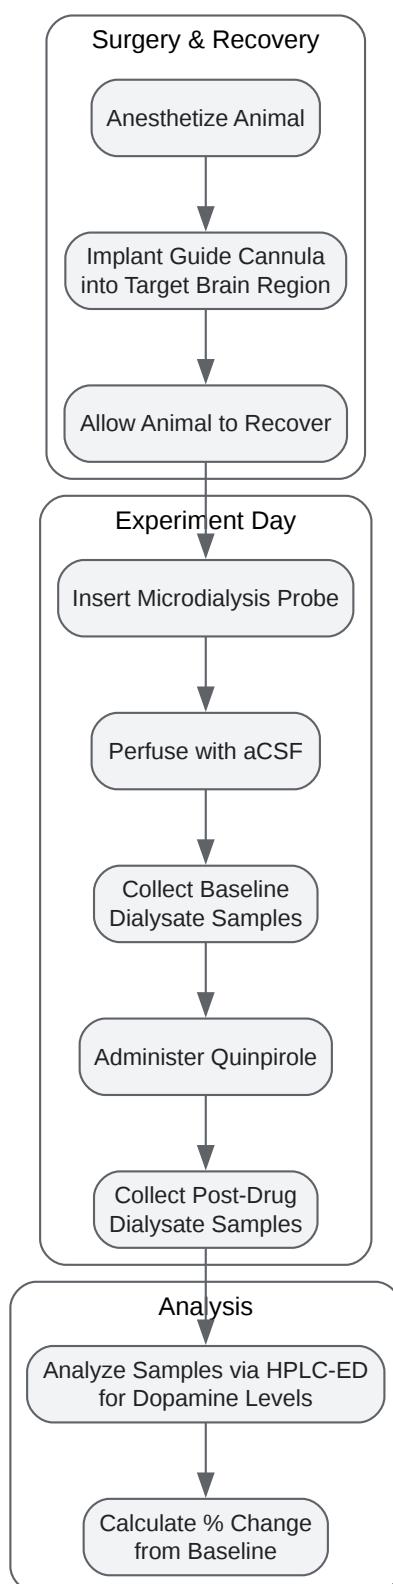 Surgery & Recovery
Anesthetize Animal
Implant Guide Cannula
into Target Brain Region
Allow Animal to Recover
Experiment Day
Insert Microdialysis Probe
Perfuse with aCSF
Collect Baseline
Dialysate Samples
Administer Quinpirole
Collect Post-Drug
Dialysate Samples
Analysis
Analyze Samples via HPLC-ED
for Dopamine Levels
Calculate % Change
from Baseline